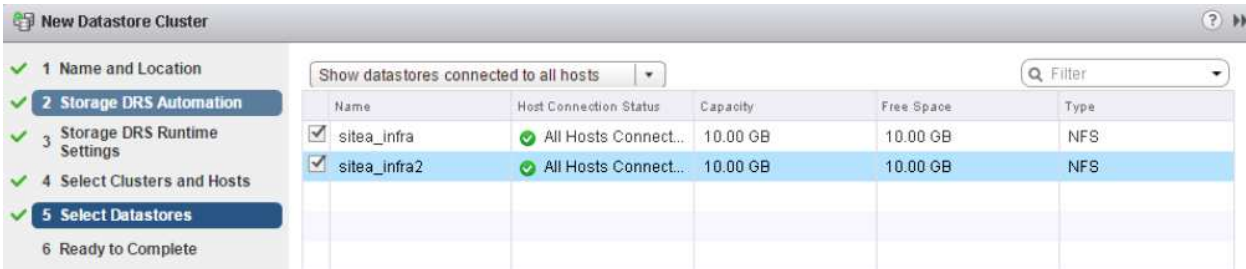 New Datastore Cluster
?
1 Name and Location
2 Storage DRS Automation
3 Storage DRS Runtime
Settings
4 Select Clusters and Hosts
5 Select Datastores
6 Ready to Complete
Show datastores connected to all hosts
Filter
Name Host Connection Status Capacity Free Space Type
sitea_infra All Hosts Connect... 10.00 GB 10.00 GB NFS
sitea_infra2 All Hosts Connect... 10.00 GB 10.00 GB NFS